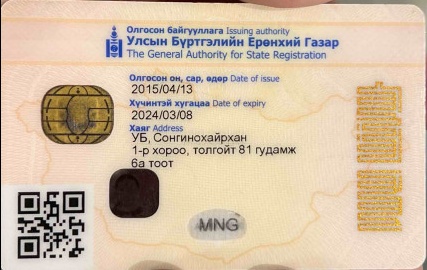 Олгосон байгууллага Issuing authority
Улсын Бүртгэлийн Ерөнхий Газар
The General Authority for State Registration
Олгосон он, сар, өдөр Date of issue
2015/04/13
Хүчинтэй хугацаа Date of expiry
2024/03/08
Хаяг Address
УБ, Сонгинохайрхан
1-р хороо, толгойт 81 гудамж
6а тоот
MNG